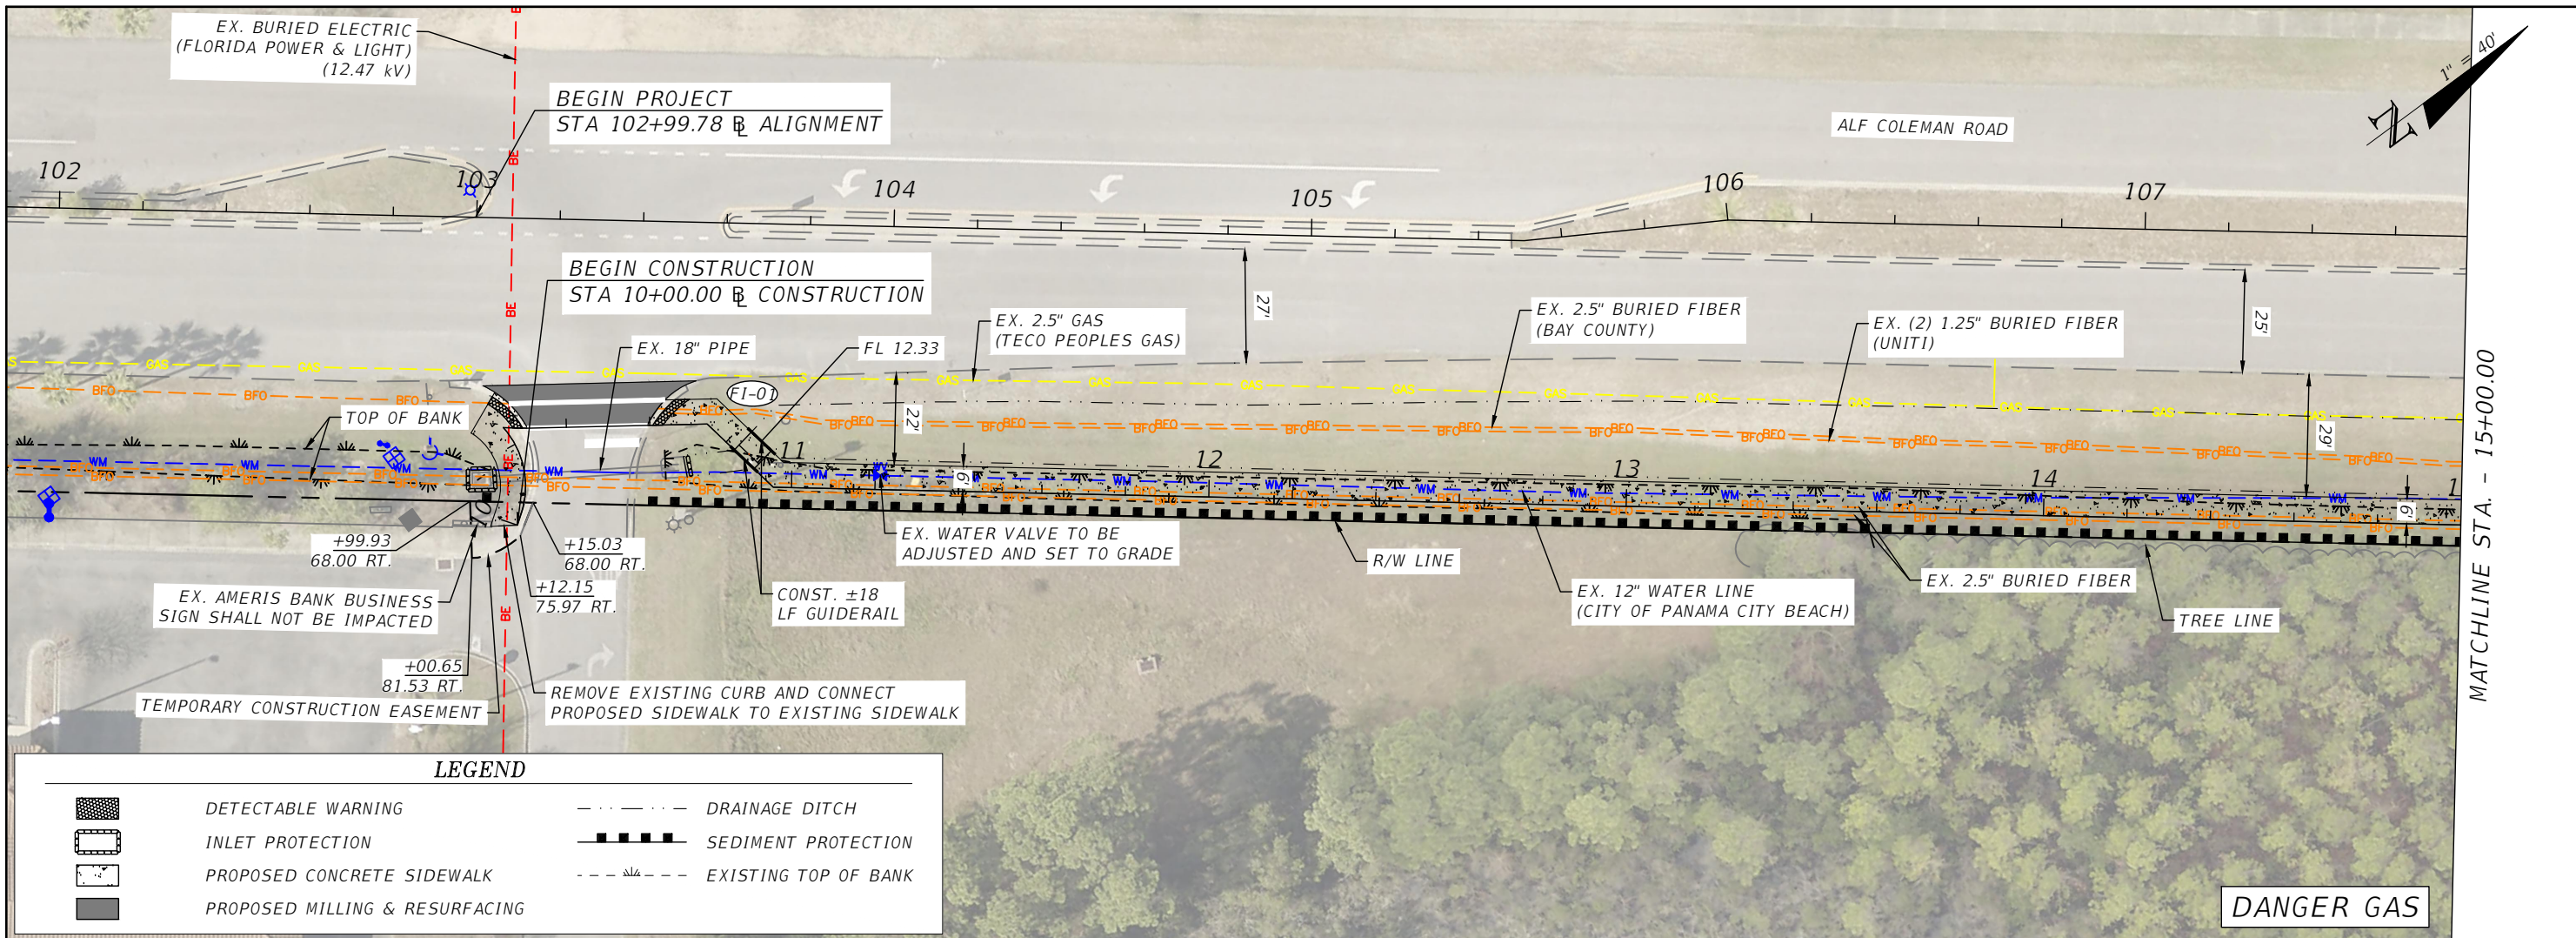 EX. BURIED ELECTRIC
(FLORIDA POWER & LIGHT)
(12.47 kV)
BEGIN PROJECT
STA 102+99.78 ℄ ALIGNMENT
ALF COLEMAN ROAD
1" = 40'
N
102
103
104
105
106
107
BEGIN CONSTRUCTION
STA 10+00.00 ℄ CONSTRUCTION
EX. 18" PIPE
FL 12.33
EX. 2.5" GAS
(TECO PEOPLES GAS)
27'
EX. 2.5" BURIED FIBER
(BAY COUNTY)
EX. (2) 1.25" BURIED FIBER
(UNITI)
25'
MATCHLINE STA. - 15+00.00
TOP OF BANK
FI-01
22'
29'
10
11
12
13
14
1
6'
6'
+99.93
68.00 RT.
+15.03
68.00 RT.
+12.15
75.97 RT.
EX. WATER VALVE TO BE
ADJUSTED AND SET TO GRADE
R/W LINE
EX. 12" WATER LINE
(CITY OF PANAMA CITY BEACH)
EX. 2.5" BURIED FIBER
TREE LINE
CONST. ±18
LF GUIDERAIL
EX. AMERIS BANK BUSINESS
SIGN SHALL NOT BE IMPACTED
+00.65
81.53 RT.
TEMPORARY CONSTRUCTION EASEMENT
REMOVE EXISTING CURB AND CONNECT
PROPOSED SIDEWALK TO EXISTING SIDEWALK
BE
GAS
BFO
WM
WV
LEGEND
DETECTABLE WARNING
DRAINAGE DITCH
INLET PROTECTION
SEDIMENT PROTECTION
PROPOSED CONCRETE SIDEWALK
EXISTING TOP OF BANK
PROPOSED MILLING & RESURFACING
DANGER GAS